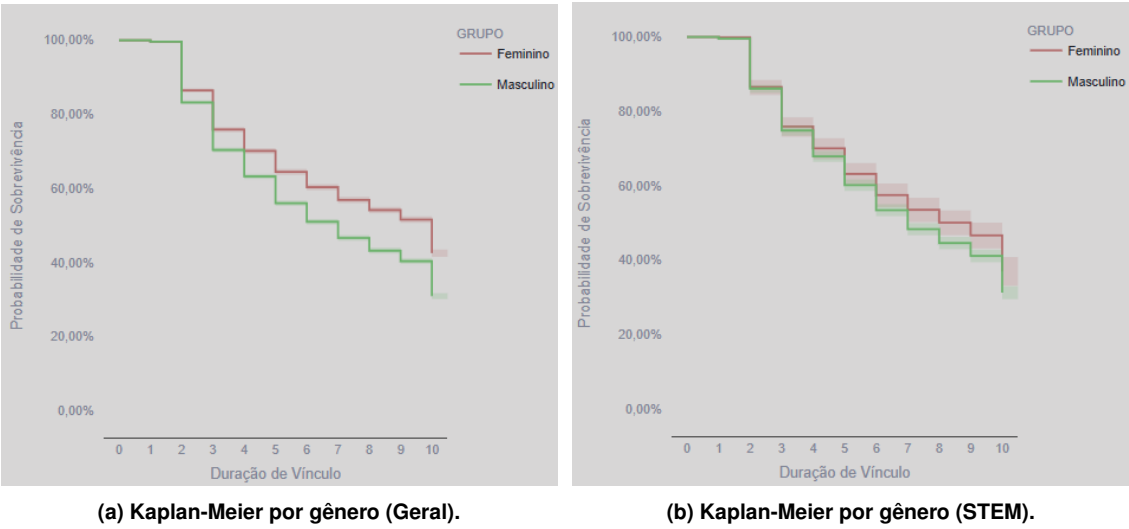 GRUPO
Feminino
Masculino
100,00%
80,00%
60,00%
40,00%
20,00%
0,00%
Probabilidade de Sobrevivência
0 1 2 3 4 5 6 7 8 9 10
Duração de Vínculo
(a) Kaplan-Meier por gênero (Geral).
GRUPO
Feminino
Masculino
100,00%
80,00%
60,00%
40,00%
20,00%
0,00%
Probabilidade de Sobrevivência
0 1 2 3 4 5 6 7 8 9 10
Duração de Vínculo
(b) Kaplan-Meier por gênero (STEM).